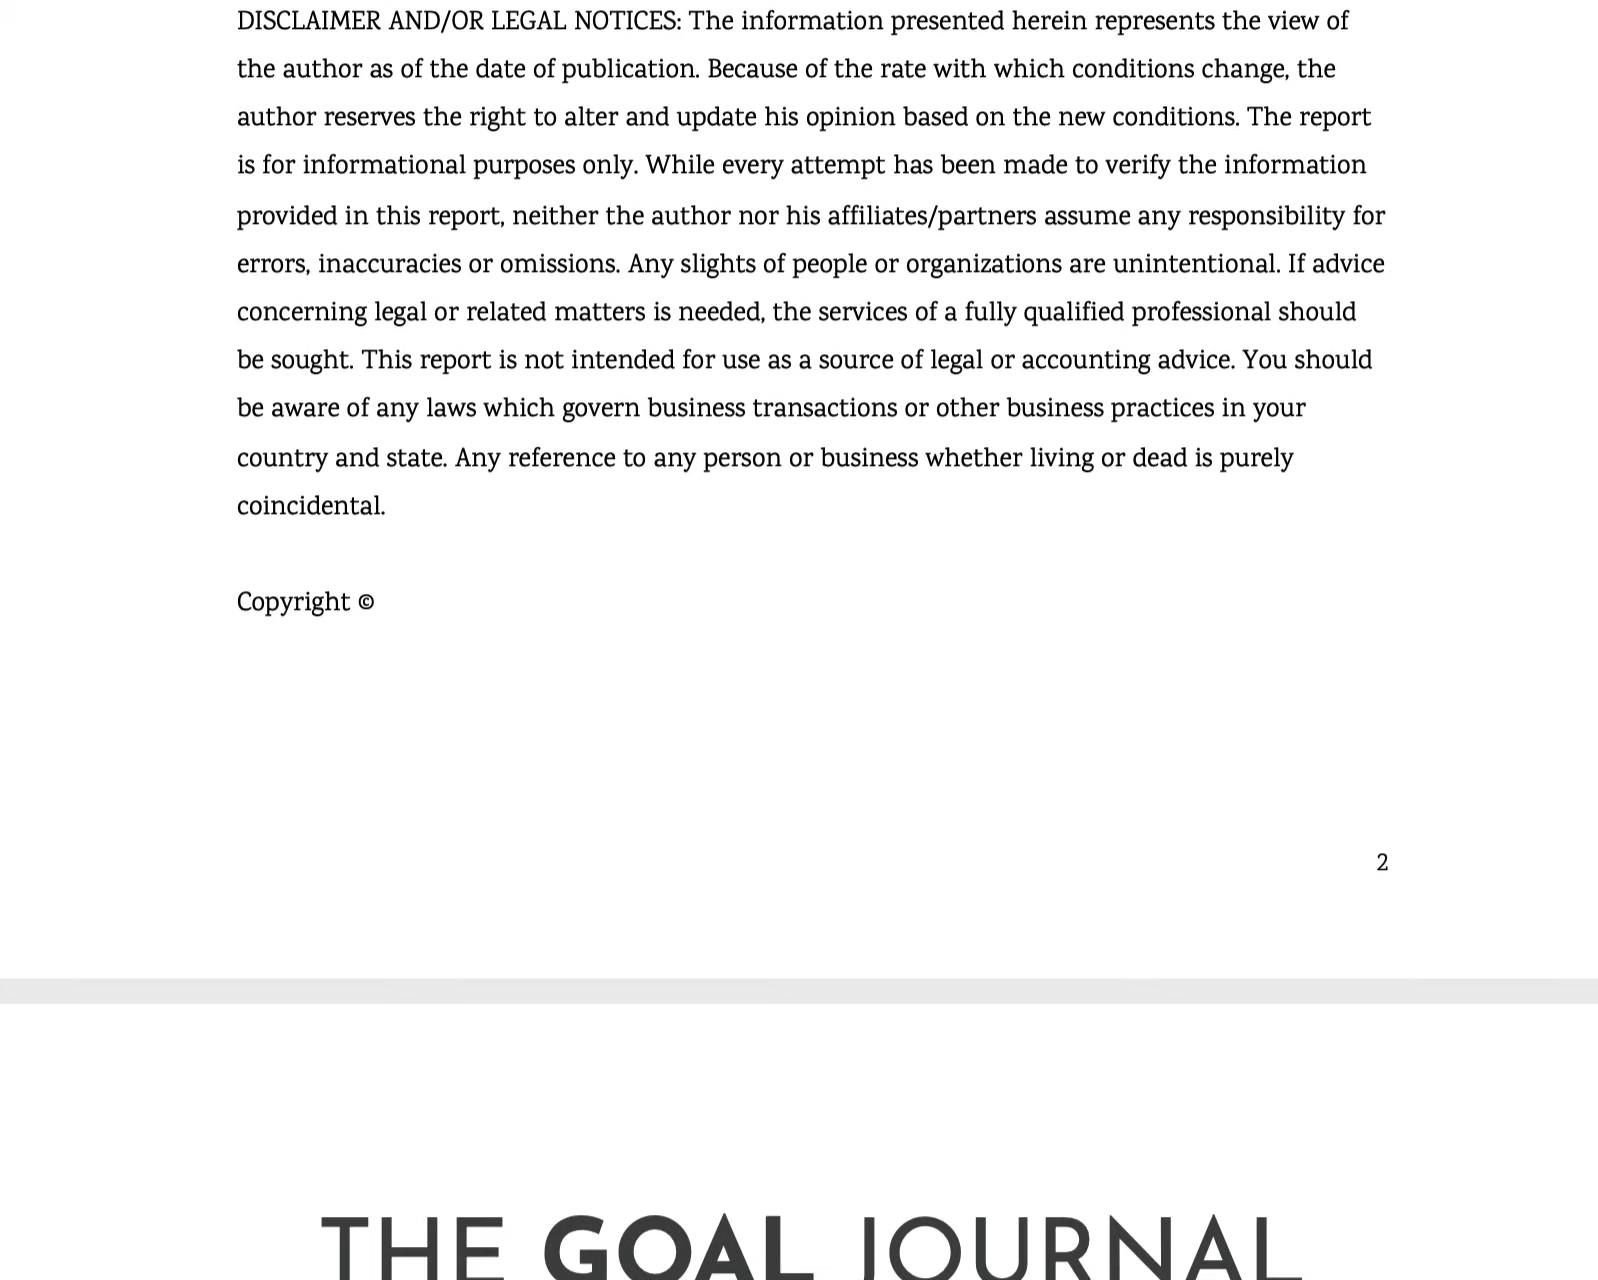 DISCLAIMER AND/OR LEGAL NOTICES: The information presented herein represents the view of
the author as of the date of publication. Because of the rate with which conditions change, the
author reserves the right to alter and update his opinion based on the new conditions. The report
is for informational purposes only. While every attempt has been made to verify the information
provided in this report, neither the author nor his affiliates/partners assume any responsibility for
errors, inaccuracies or omissions. Any slights of people or organizations are unintentional. If advice
concerning legal or related matters is needed, the services of a fully qualified professional should
be sought. This report is not intended for use as a source of legal or accounting advice. You should
be aware of any laws which govern business transactions or other business practices in your
country and state. Any reference to any person or business whether living or dead is purely
coincidental.
Copyright ©
2
THE GOAL JOURNAL